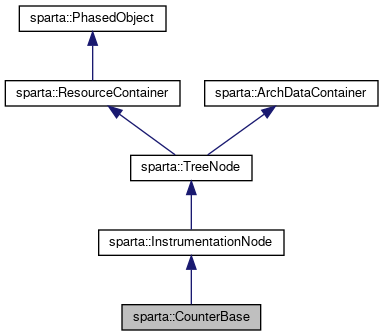 sparta::PhasedObject
sparta::ResourceContainer
sparta::ArchDataContainer
sparta::TreeNode
sparta::InstrumentationNode
sparta::CounterBase